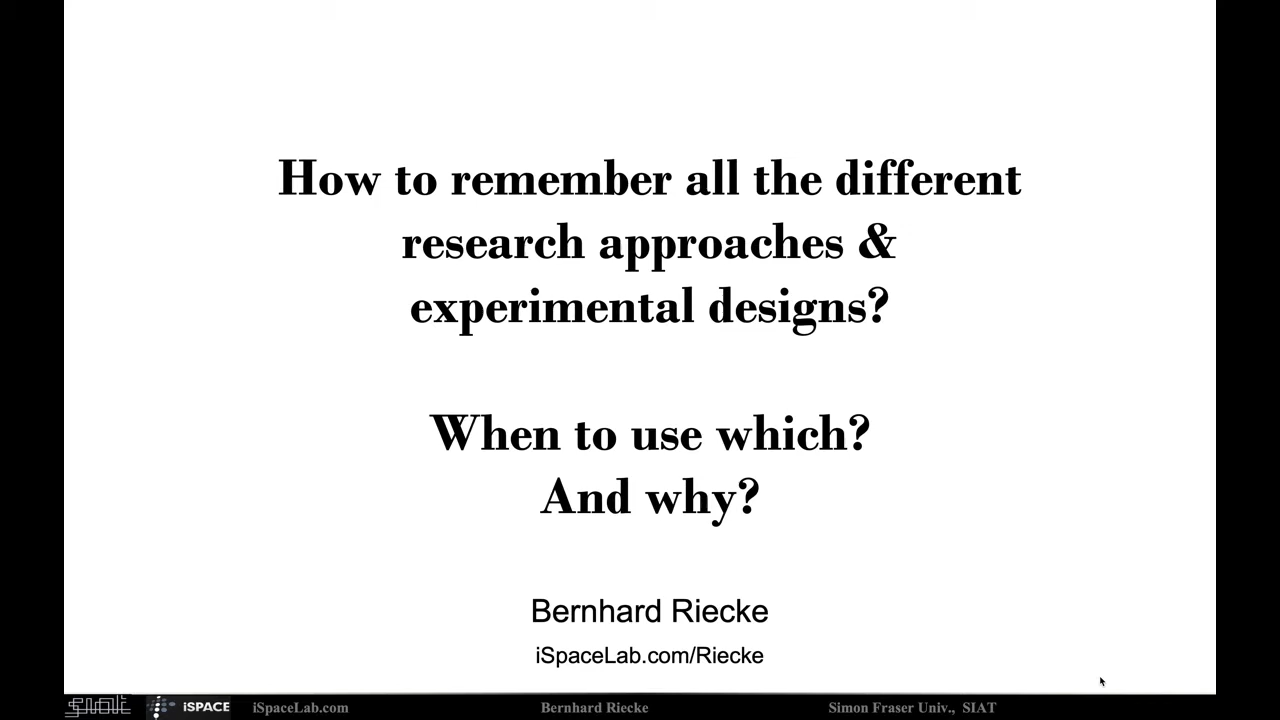 How to remember all the different
research approaches &
experimental designs?
When to use which?
And why?
Bernhard Riecke
iSpaceLab.com/Riecke
siat iSPACE iSpaceLab.com Bernhard Riecke Simon Fraser Univ., SIAT